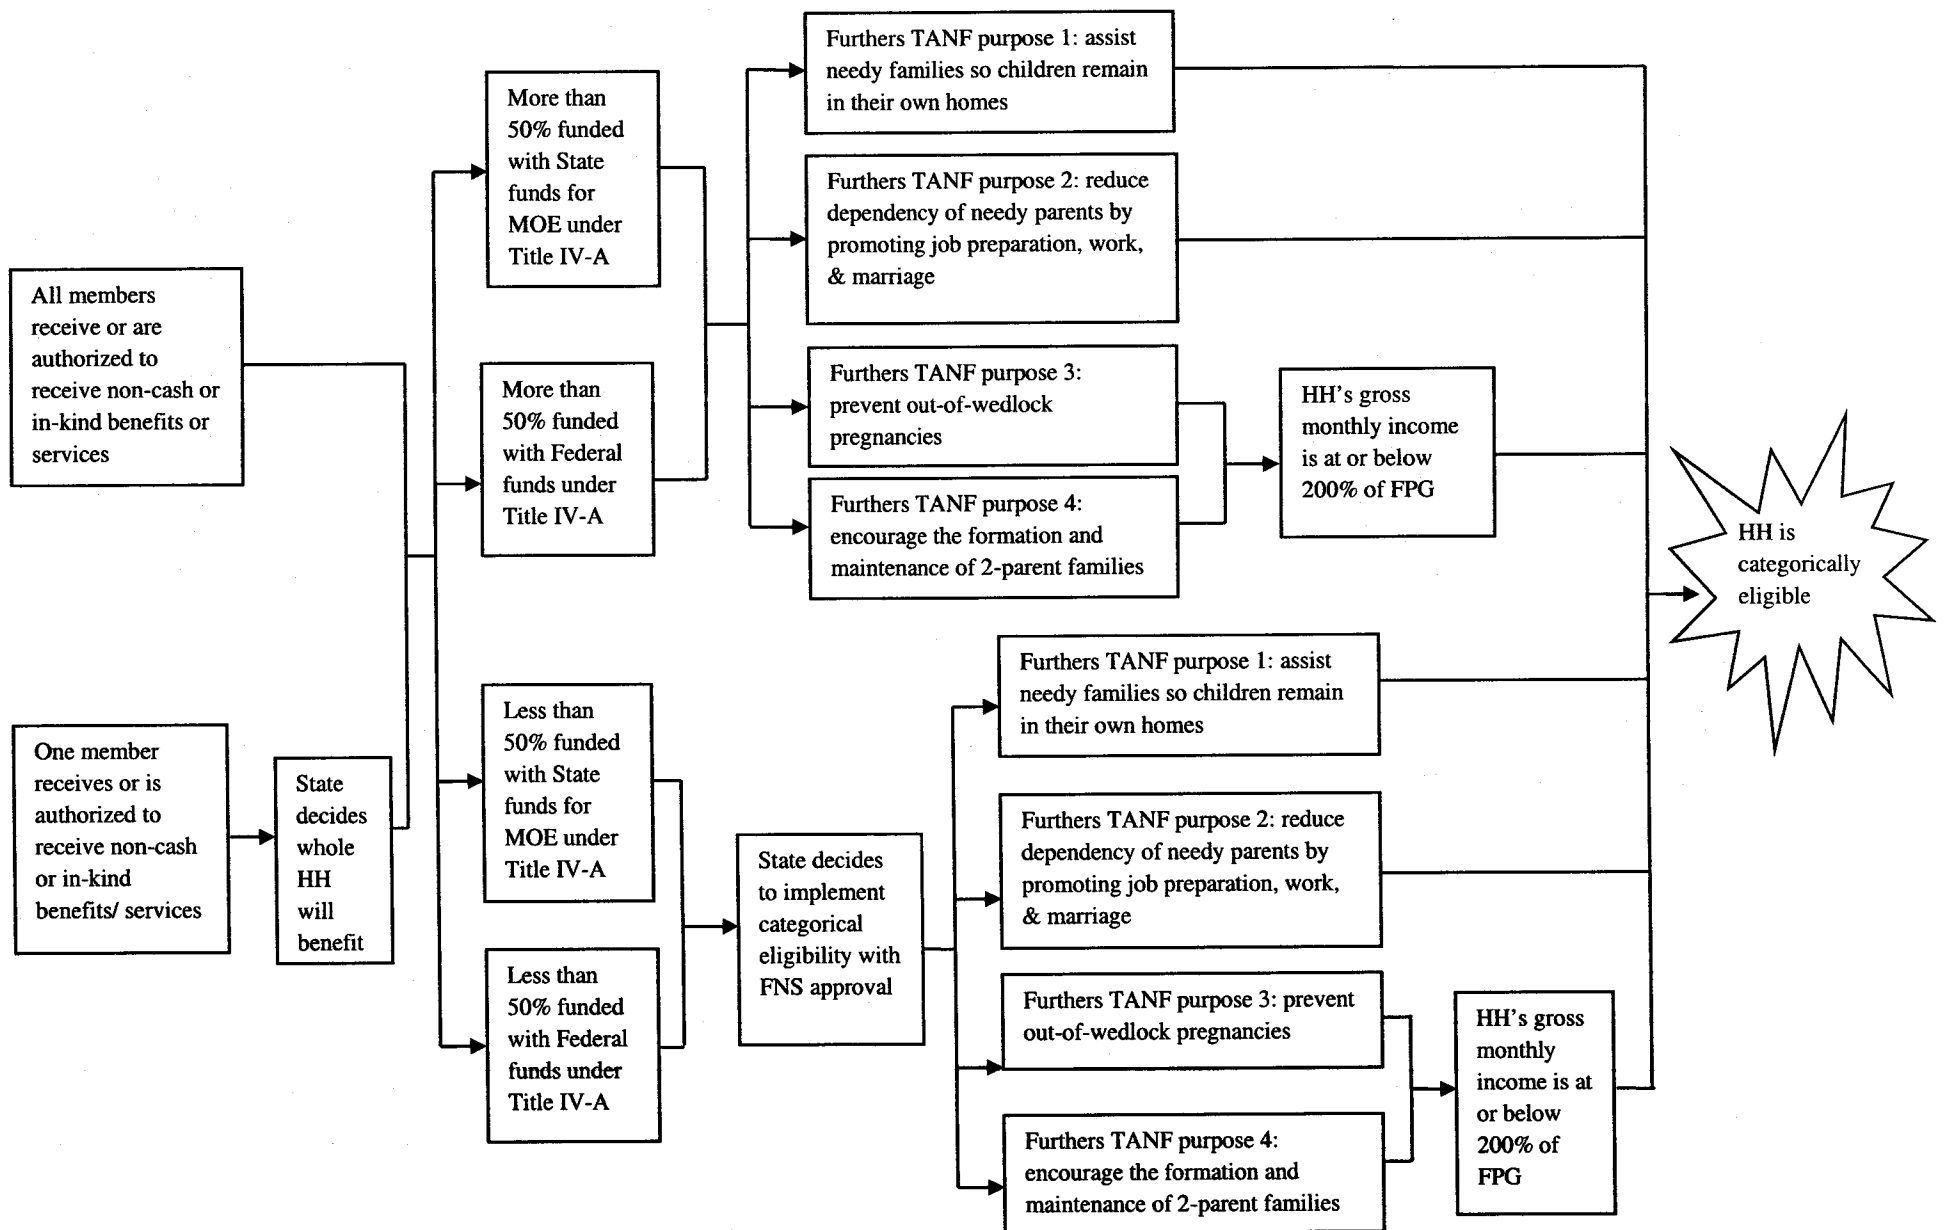 All members
receive or are
authorized to
receive non-cash or
in-kind benefits or
services
One member
receives or is
authorized to
receive non-cash
or in-kind
benefits/ services
State
decides
whole
HH
will
benefit
More than
50% funded
with State
funds for
MOE under
Title IV-A
More than
50% funded
with Federal
funds under
Title IV-A
Less than
50% funded
with State
funds for
MOE under
Title IV-A
Less than
50% funded
with Federal
funds under
Title IV-A
Furthers TANF purpose 1: assist
needy families so children remain
in their own homes
Furthers TANF purpose 2: reduce
dependency of needy parents by
promoting job preparation, work,
& marriage
Furthers TANF purpose 3:
prevent out-of-wedlock
pregnancies
Furthers TANF purpose 4:
encourage the formation and
maintenance of 2-parent families
HH's gross
monthly income
is at or below
200% of FPG
State decides
to implement
categorical
eligibility with
FNS approval
Furthers TANF purpose 1: assist
needy families so children remain
in their own homes
Furthers TANF purpose 2: reduce
dependency of needy parents by
promoting job preparation, work,
& marriage
Furthers TANF purpose 3: prevent
out-of-wedlock pregnancies
Furthers TANF purpose 4:
encourage the formation and
maintenance of 2-parent families
HH's gross
monthly
income is at
or below
200% of
FPG
HH is
categorically
eligible